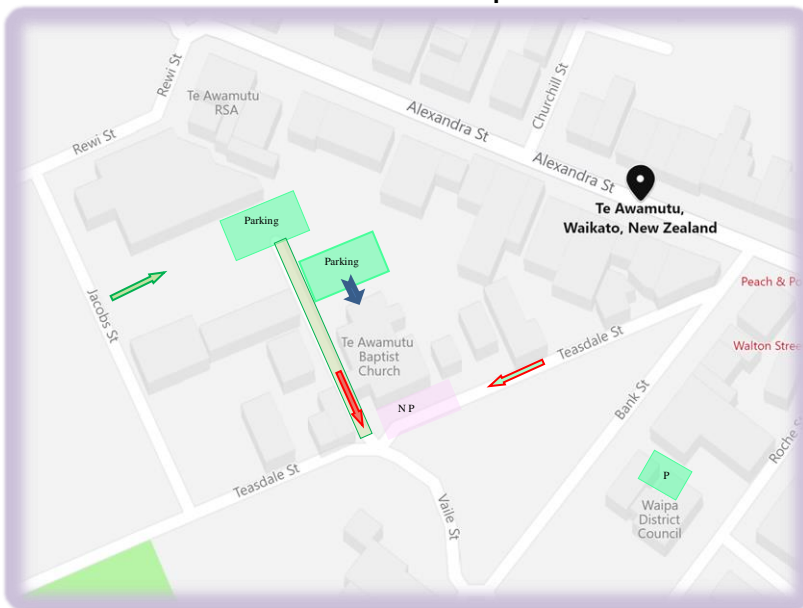 Rewi St
Te Awamutu
RSA
Rewi St
Alexandra St
Churchill St
Alexandra St
Te Awamutu,
Waikato, New Zealand
Parking
Parking
Jacobs St
Te Awamutu
Baptist
Church
Teasdale St
Peach &
Walton
N P
Bank St
Roche
P
Waipa
District
Council
Teasdale St
Vaile St